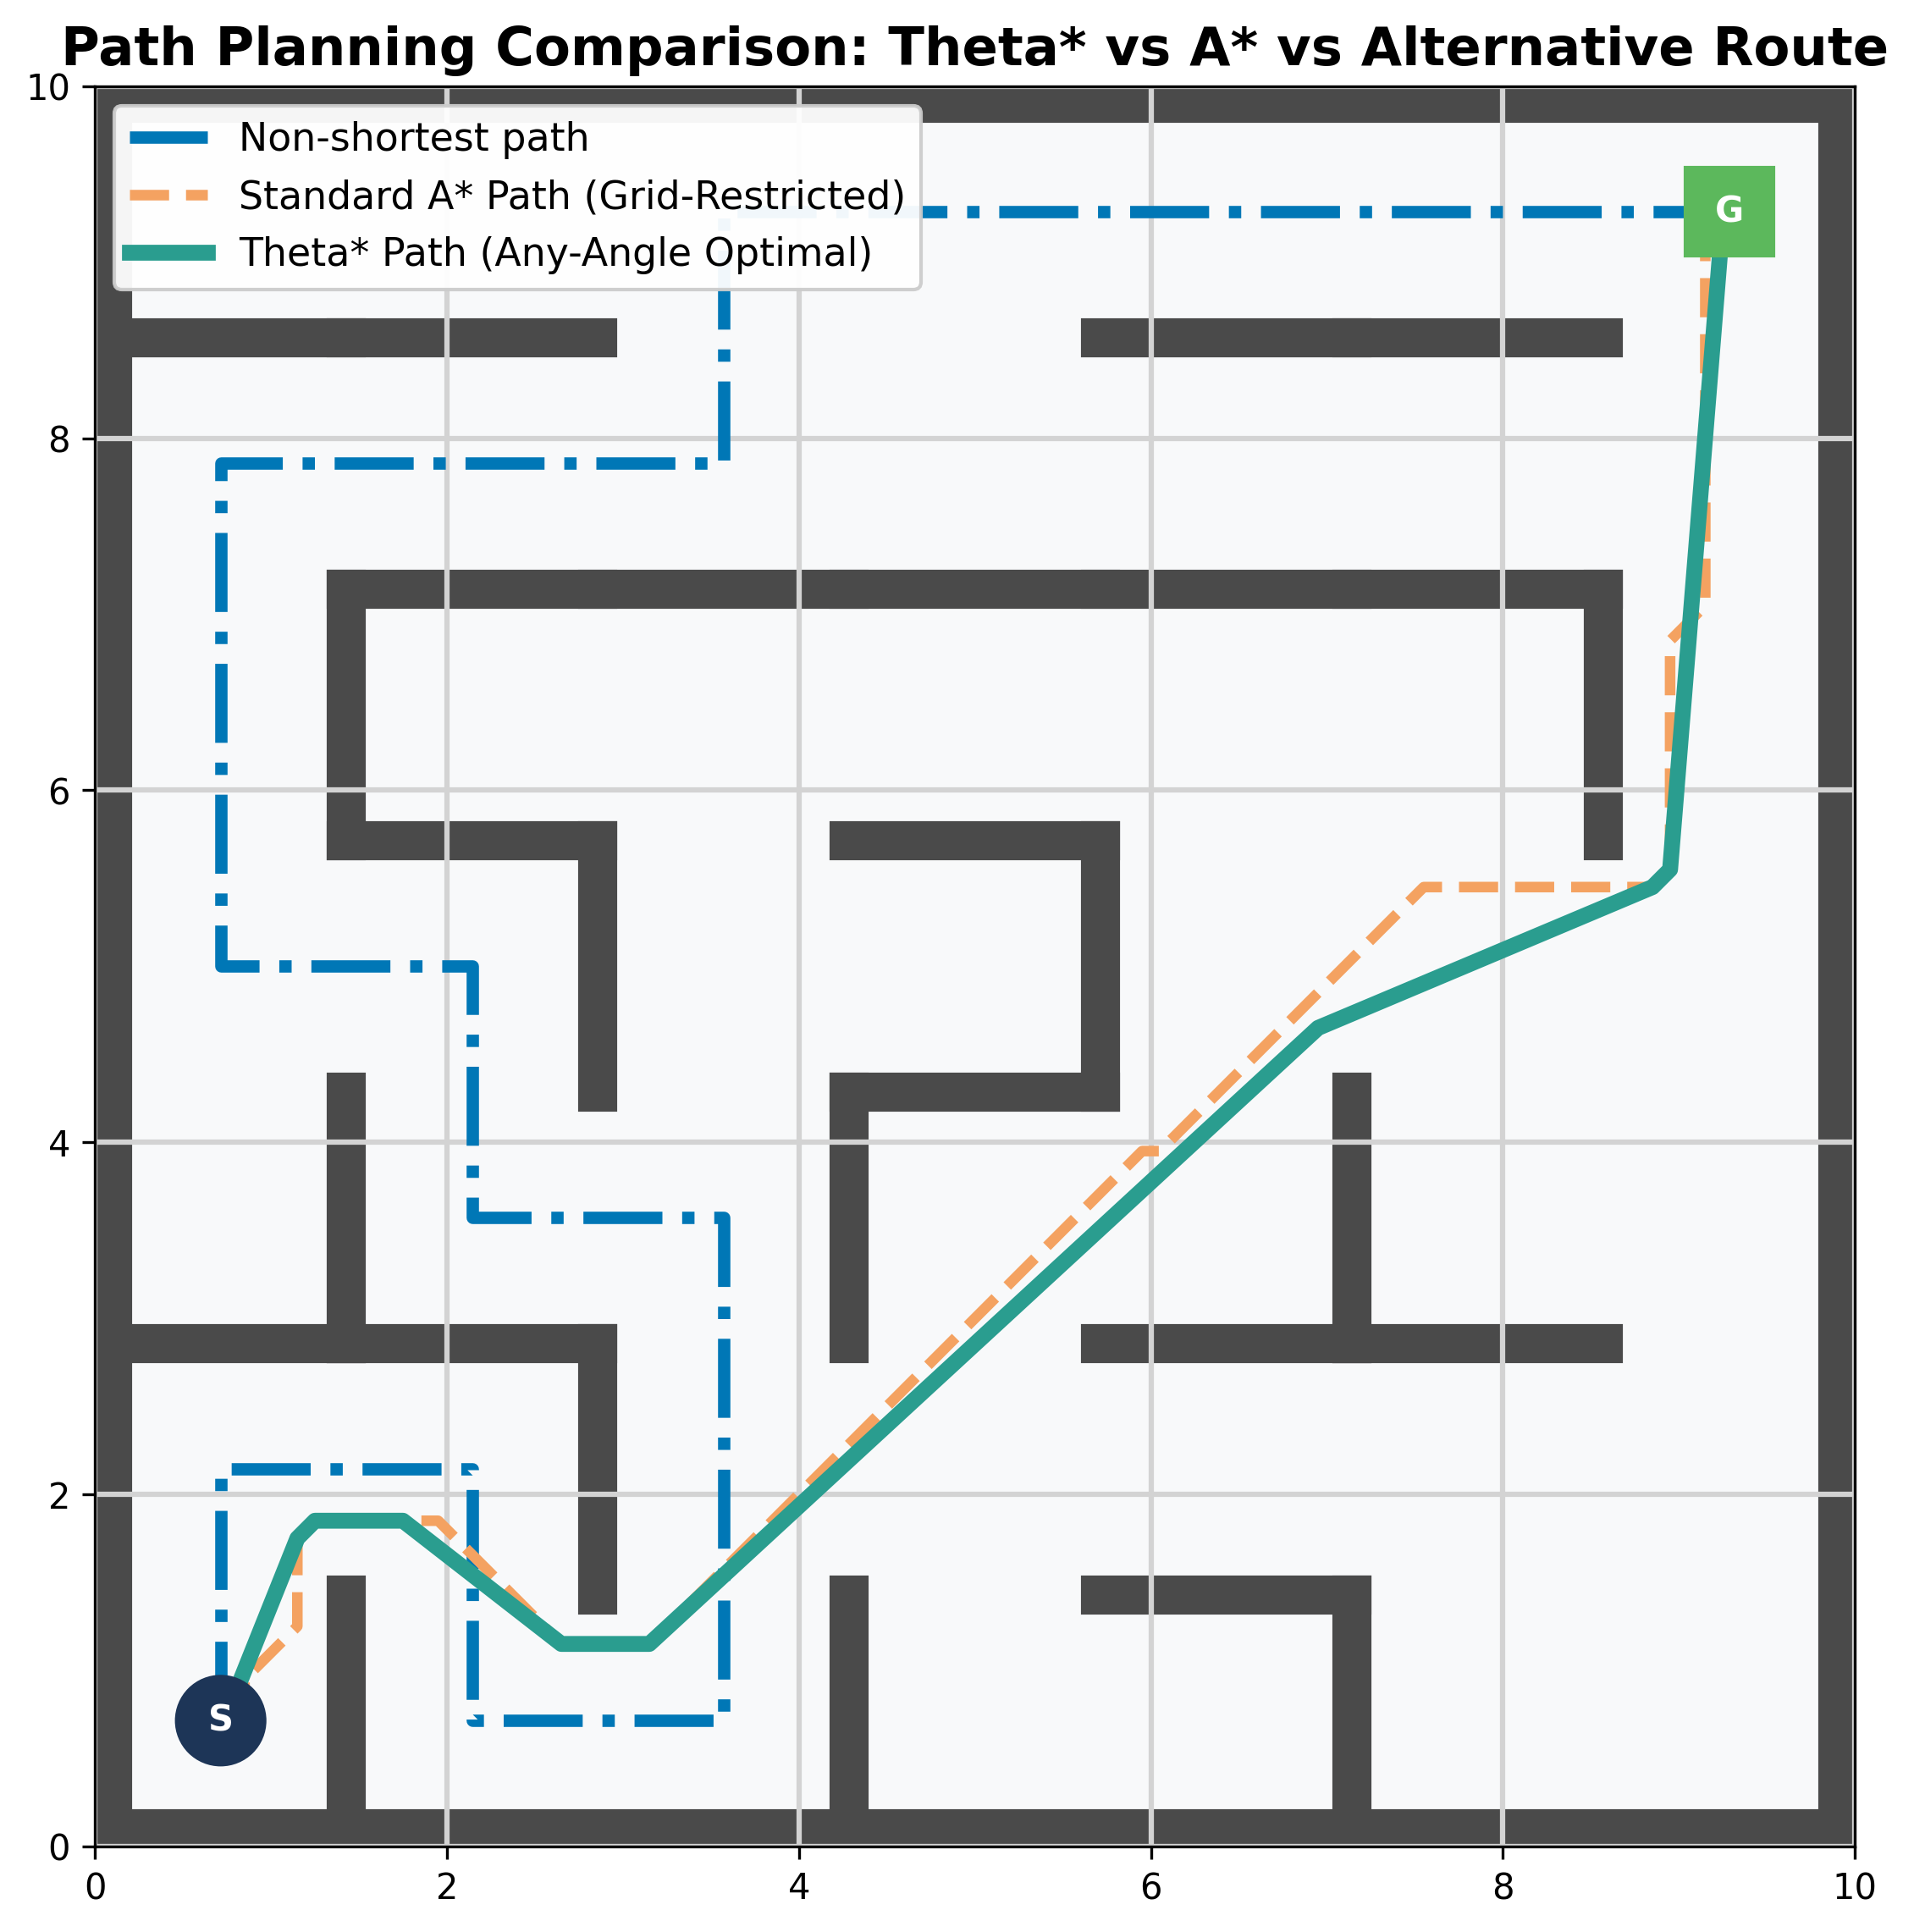 Path Planning Comparison: Theta* vs A* vs Alternative Route
10
Non-shortest path
Standard A* Path (Grid-Restricted)
Theta* Path (Any-Angle Optimal)
G
8
6
4
2
S
0
0 2 4 6 8 10